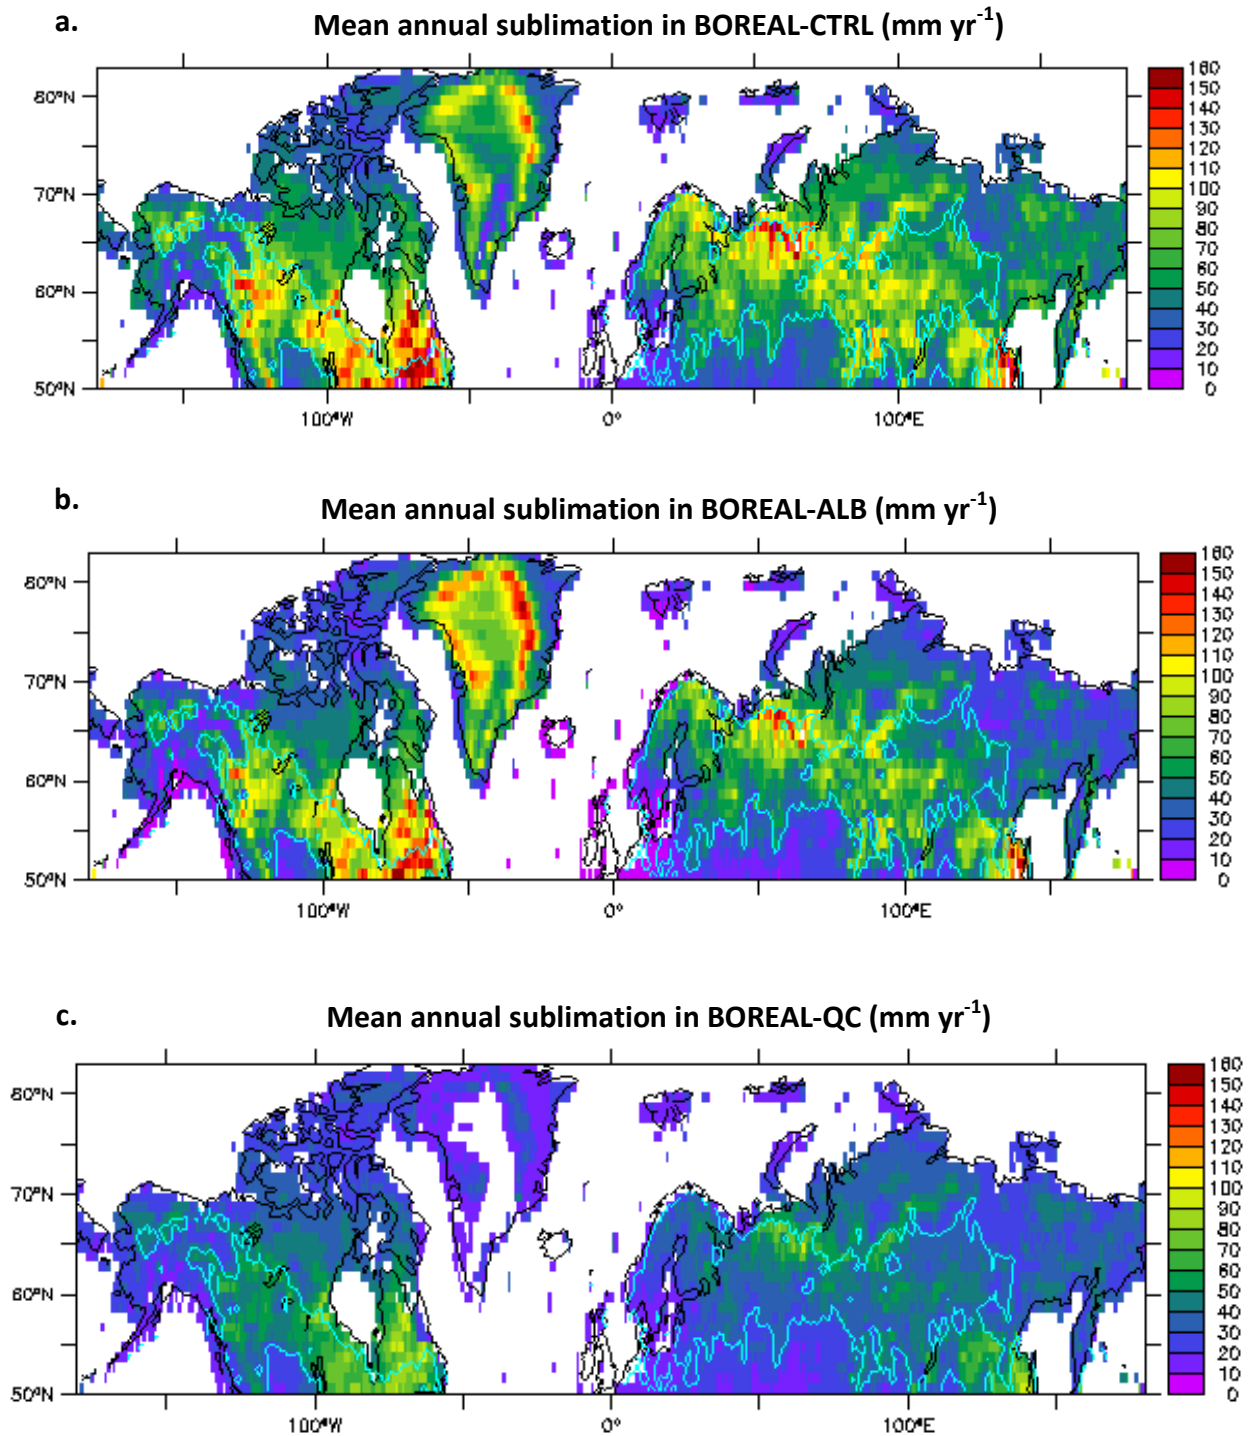 a.
Mean annual sublimation in BOREAL-CTRL (mm yr-1)
80°N
70°N
60°N
50°N
100°W
0°
100°E
160
150
140
130
120
110
100
90
80
70
60
50
40
30
20
10
0
b.
Mean annual sublimation in BOREAL-ALB (mm yr-1)
80°N
70°N
60°N
50°N
100°W
0°
100°E
160
150
140
130
120
110
100
90
80
70
60
50
40
30
20
10
0
c.
Mean annual sublimation in BOREAL-QC (mm yr-1)
80°N
70°N
60°N
50°N
100°W
0°
100°E
160
150
140
130
120
110
100
90
80
70
60
50
40
30
20
10
0